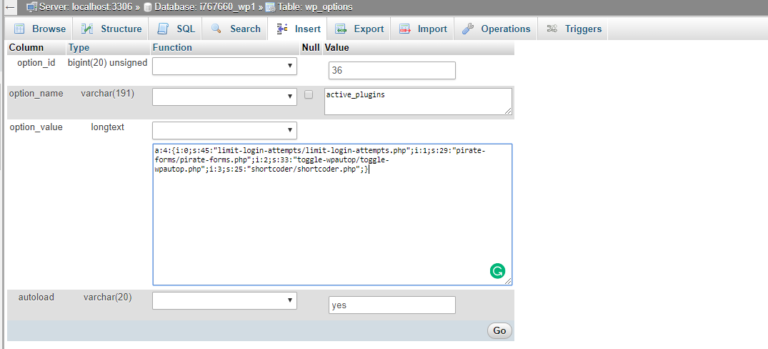 Server: localhost:3306 » Database: i767660_wp1 » Table: wp_options
Browse Structure SQL Search Insert Export Import Operations Triggers
Column Type Function Null Value
option_id bigint(20) unsigned 36
option_name varchar(191) active_plugins
option_value longtext
a:4:{i:0;s:45:"limit-login-attempts/limit-login-attempts.php";i:1;s:29:"pirate-
forms/pirate-forms.php";i:2;s:33:"toggle-wpautop/toggle-
wpautop.php";i:3;s:25:"shortcoder/shortcoder.php";}
autoload varchar(20) yes
Go